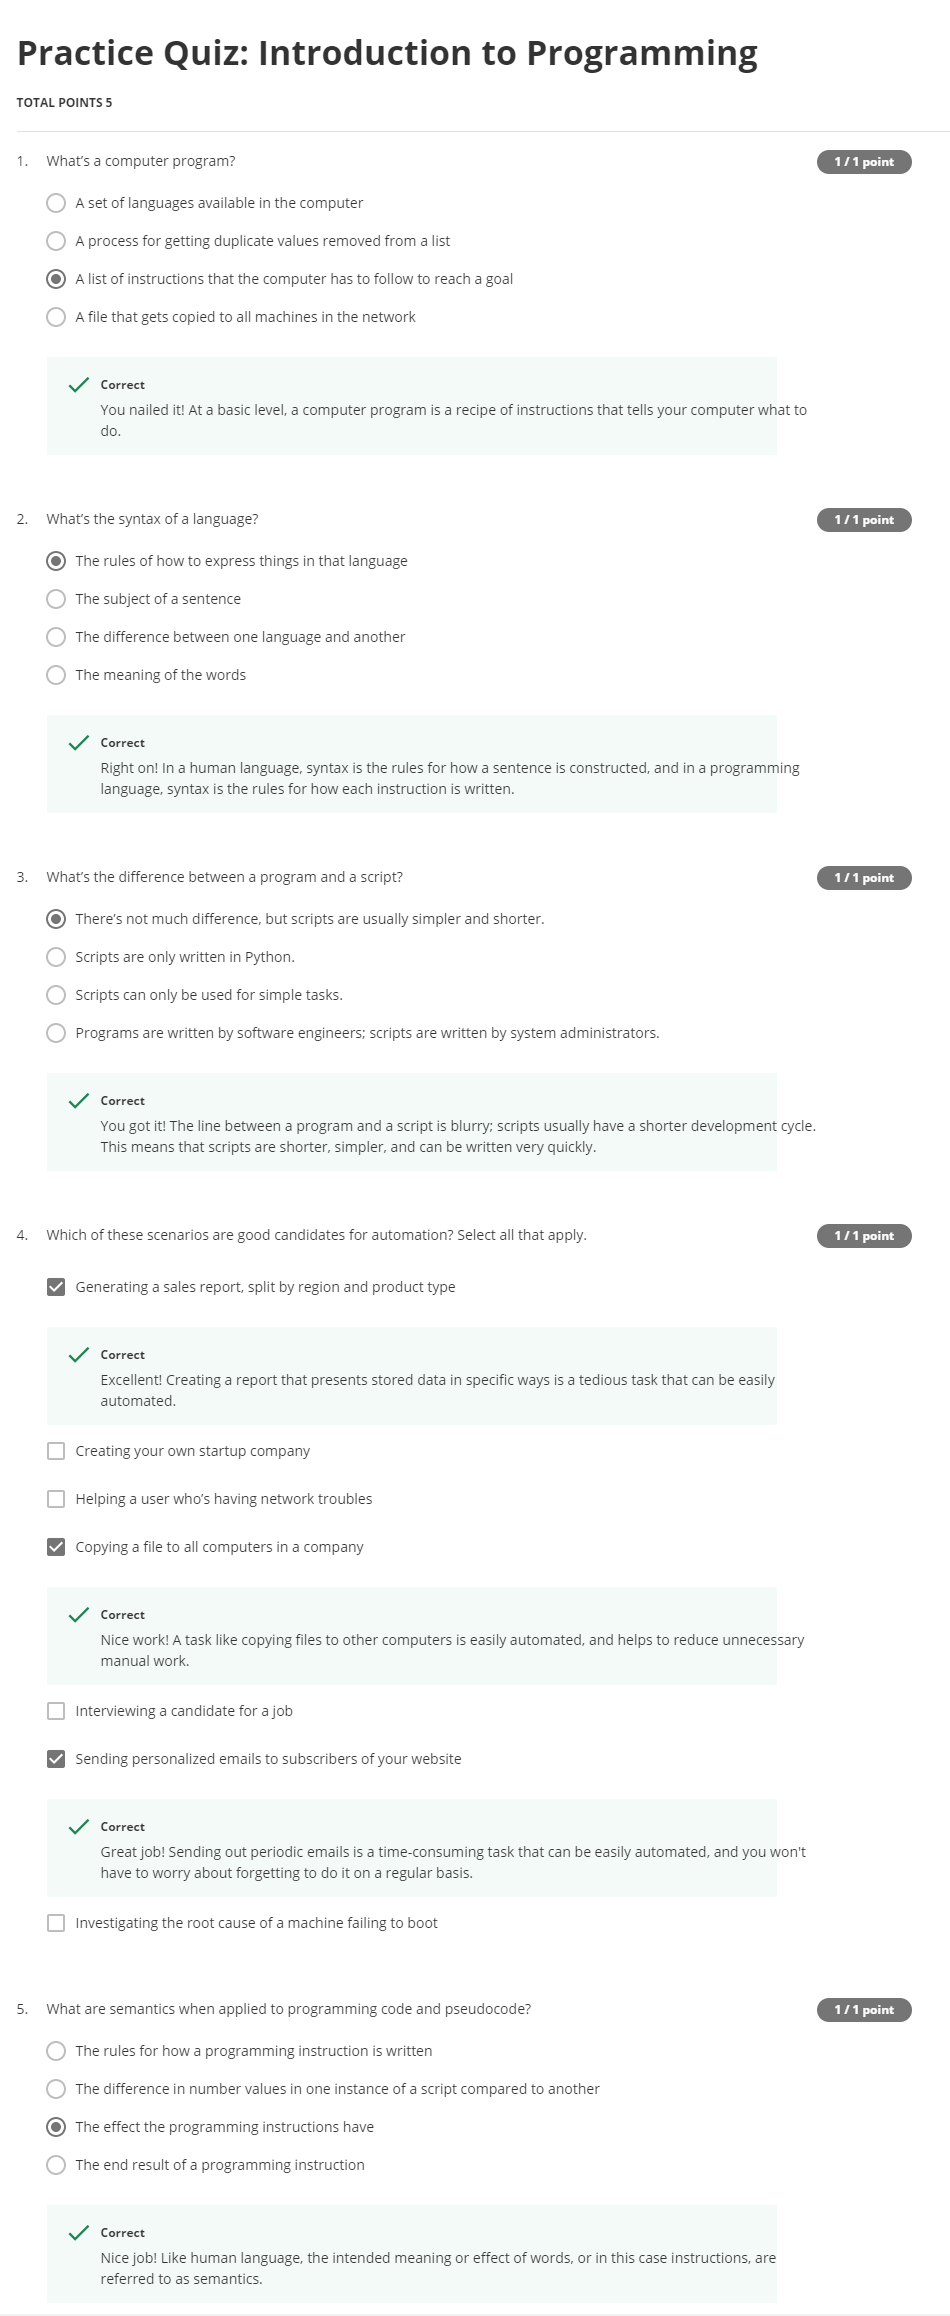 Practice Quiz: Introduction to Programming
TOTAL POINTS 5
1. What’s a computer program?
1 / 1 point
A set of languages available in the computer
A process for getting duplicate values removed from a list
A list of instructions that the computer has to follow to reach a goal
A file that gets copied to all machines in the network
Correct
You nailed it! At a basic level, a computer program is a recipe of instructions that tells your computer what to
do.
2. What’s the syntax of a language?
1 / 1 point
The rules of how to express things in that language
The subject of a sentence
The difference between one language and another
The meaning of the words
Correct
Right on! In a human language, syntax is the rules for how a sentence is constructed, and in a programming
language, syntax is the rules for how each instruction is written.
3. What’s the difference between a program and a script?
1 / 1 point
There’s not much difference, but scripts are usually simpler and shorter.
Scripts are only written in Python.
Scripts can only be used for simple tasks.
Programs are written by software engineers; scripts are written by system administrators.
Correct
You got it! The line between a program and a script is blurry; scripts usually have a shorter development cycle.
This means that scripts are shorter, simpler, and can be written very quickly.
4. Which of these scenarios are good candidates for automation? Select all that apply.
1 / 1 point
Generating a sales report, split by region and product type
Correct
Excellent! Creating a report that presents stored data in specific ways is a tedious task that can be easily
automated.
Creating your own startup company
Helping a user who’s having network troubles
Copying a file to all computers in a company
Correct
Nice work! A task like copying files to other computers is easily automated, and helps to reduce unnecessary
manual work.
Interviewing a candidate for a job
Sending personalized emails to subscribers of your website
Correct
Great job! Sending out periodic emails is a time-consuming task that can be easily automated, and you won't
have to worry about forgetting to do it on a regular basis.
Investigating the root cause of a machine failing to boot
5. What are semantics when applied to programming code and pseudocode?
1 / 1 point
The rules for how a programming instruction is written
The difference in number values in one instance of a script compared to another
The effect the programming instructions have
The end result of a programming instruction
Correct
Nice job! Like human language, the intended meaning or effect of words, or in this case instructions, are
referred to as semantics.